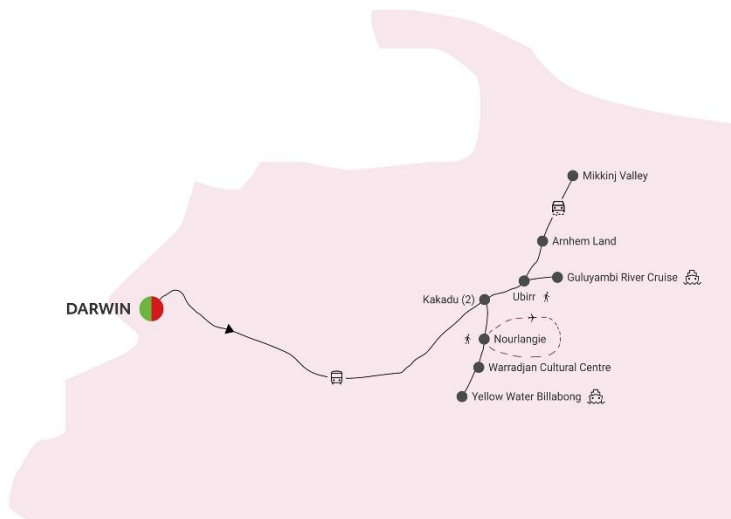 Mikkinj Valley
Arnhem Land
Guluyambi River Cruise
Ubirr
Kakadu (2)
DARWIN
Nourlangie
Warradjan Cultural Centre
Yellow Water Billabong